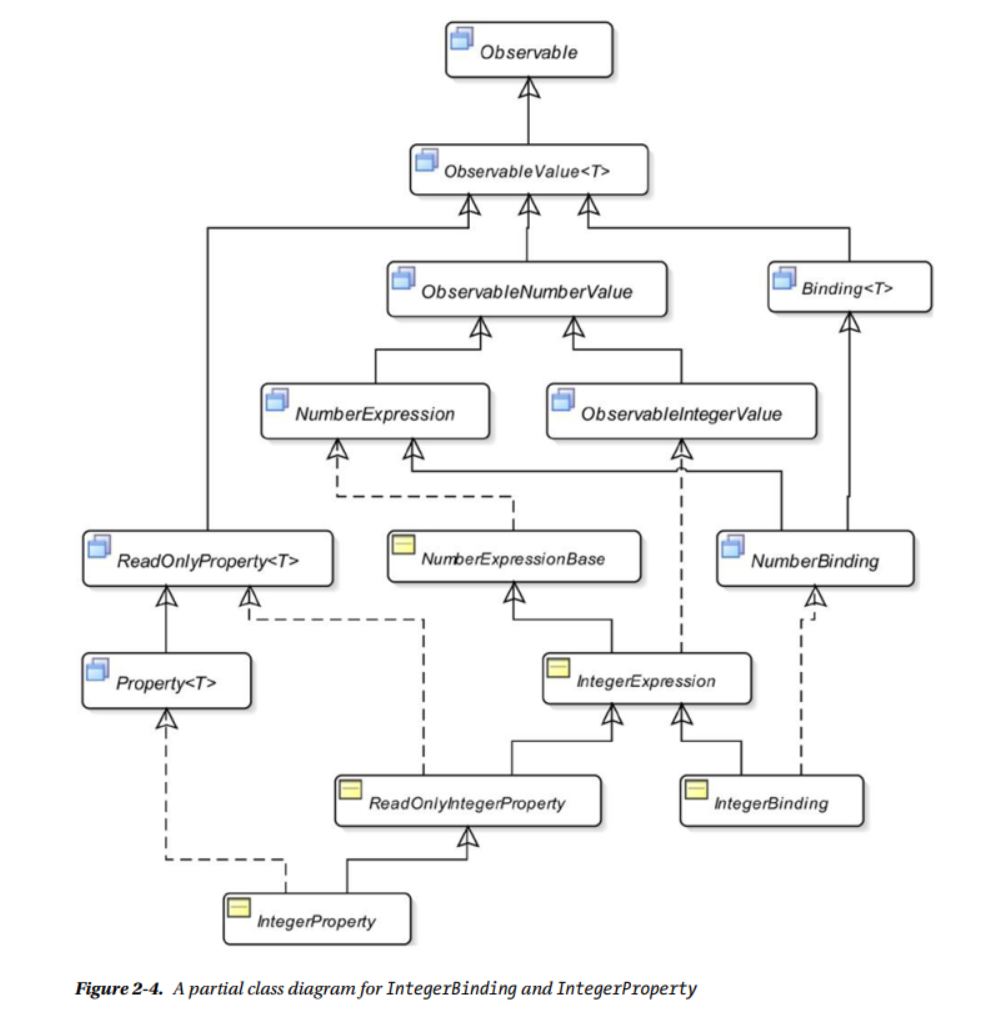 Observable
ObservableValue<T>
ObservableNumberValue
Binding<T>
NumberExpression
ObservableIntegerValue
ReadOnlyProperty<T>
NumberExpressionBase
NumberBinding
Property<T>
IntegerExpression
ReadOnlyIntegerProperty
IntegerBinding
IntegerProperty
Figure 2-4. A partial class diagram for IntegerBinding and IntegerProperty